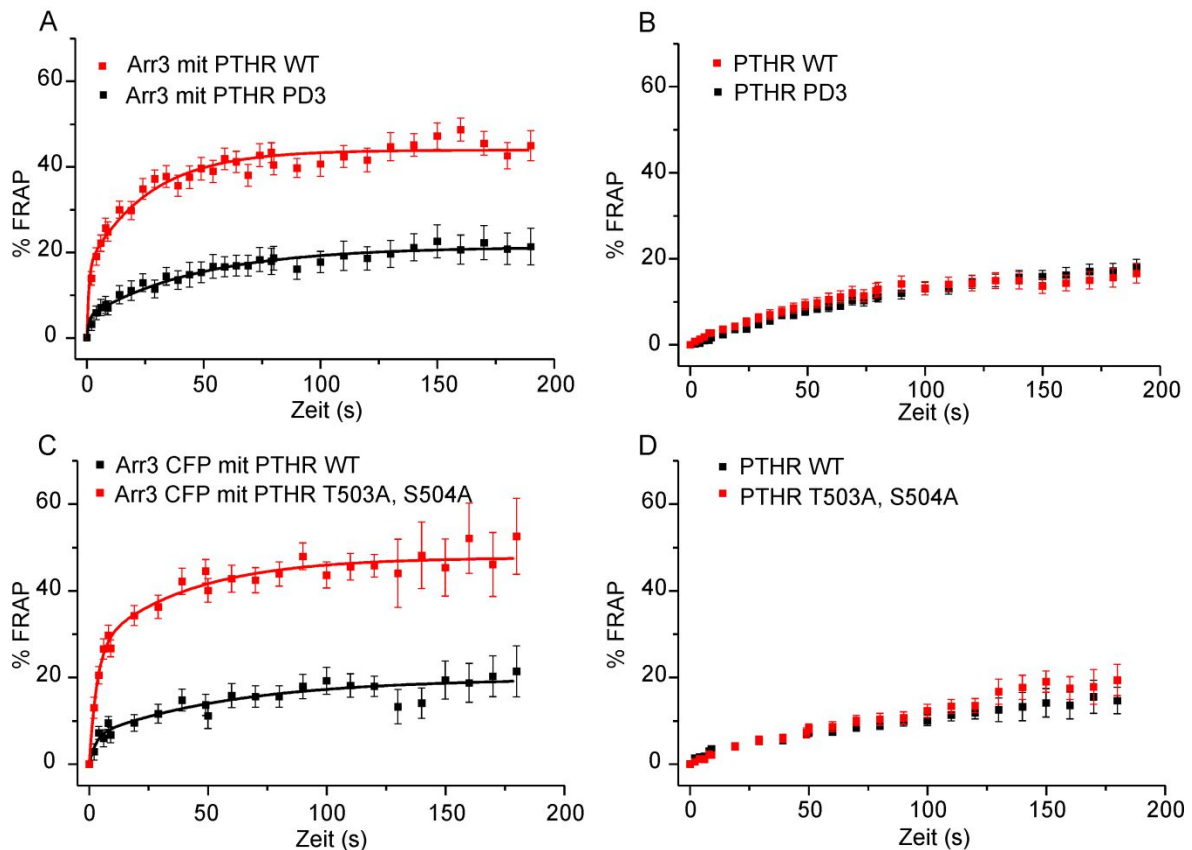 A
Arr3 mit PTHR WT
Arr3 mit PTHR PD3
% FRAP
60
40
20
0
0
50
100
150
200
Zeit (s)
B
PTHR WT
PTHR PD3
% FRAP
60
40
20
0
0
50
100
150
200
Zeit (s)
C
Arr3 CFP mit PTHR WT
Arr3 CFP mit PTHR T503A, S504A
% FRAP
60
40
20
0
0
50
100
150
200
Zeit (s)
D
PTHR WT
PTHR T503A, S504A
% FRAP
60
40
20
0
0
50
100
150
200
Zeit (s)